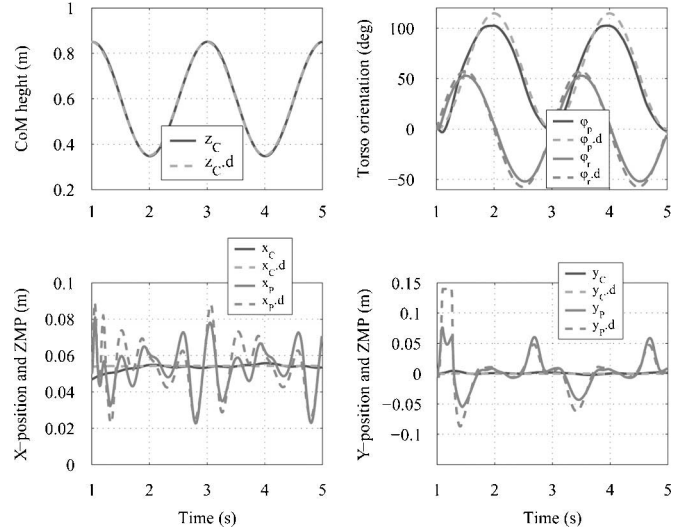 CoM heght (m)
1
0.8
0.6
0.4
0.2
1 2 3 4 5
z_C
z_C.d
Torso orientation (deg)
100
50
0
−50
1 2 3 4 5
φ_p
φ_p.d
φ_r
φ_r.d
X−position and ZMP (m)
0.1
0.08
0.06
0.04
0.02
0
1 2 3 4 5
Time (s)
x_C
x_C.d
x_P
x_P.d
Y−position and ZMP (m)
0.15
0.1
0.05
0
−0.05
−0.1
1 2 3 4 5
Time (s)
y_C
y_C.d
y_P
y_P.d